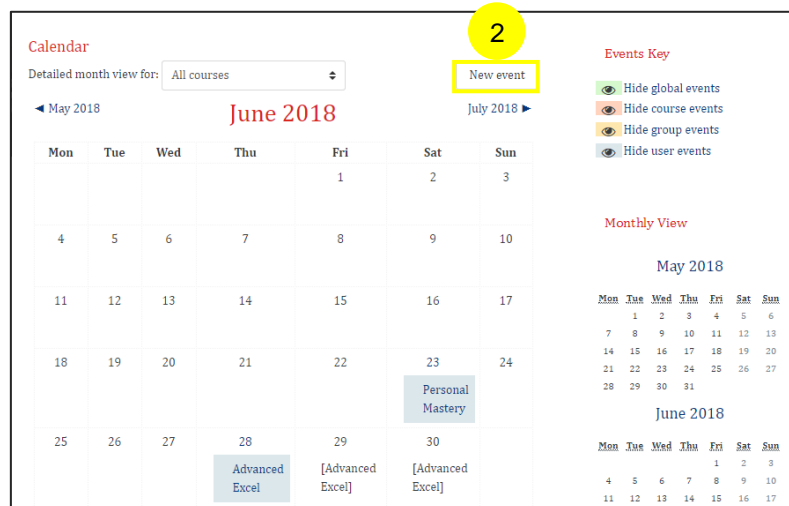 2
Calendar
Detailed month view for: All courses
New event
◄ May 2018
June 2018
July 2018 ►
Mon Tue Wed Thu Fri Sat Sun
1 2 3
4 5 6 7 8 9 10
11 12 13 14 15 16 17
18 19 20 21 22 23 24
Personal
Mastery
25 26 27 28 29 30
Advanced [Advanced [Advanced
Excel Excel] Excel]
Events Key
Hide global events
Hide course events
Hide group events
Hide user events
Monthly View
May 2018
Mon Tue Wed Thu Fri Sat Sun
1 2 3 4 5 6
7 8 9 10 11 12 13
14 15 16 17 18 19 20
21 22 23 24 25 26 27
28 29 30 31
June 2018
Mon Tue Wed Thu Fri Sat Sun
1 2 3
4 5 6 7 8 9 10
11 12 13 14 15 16 17